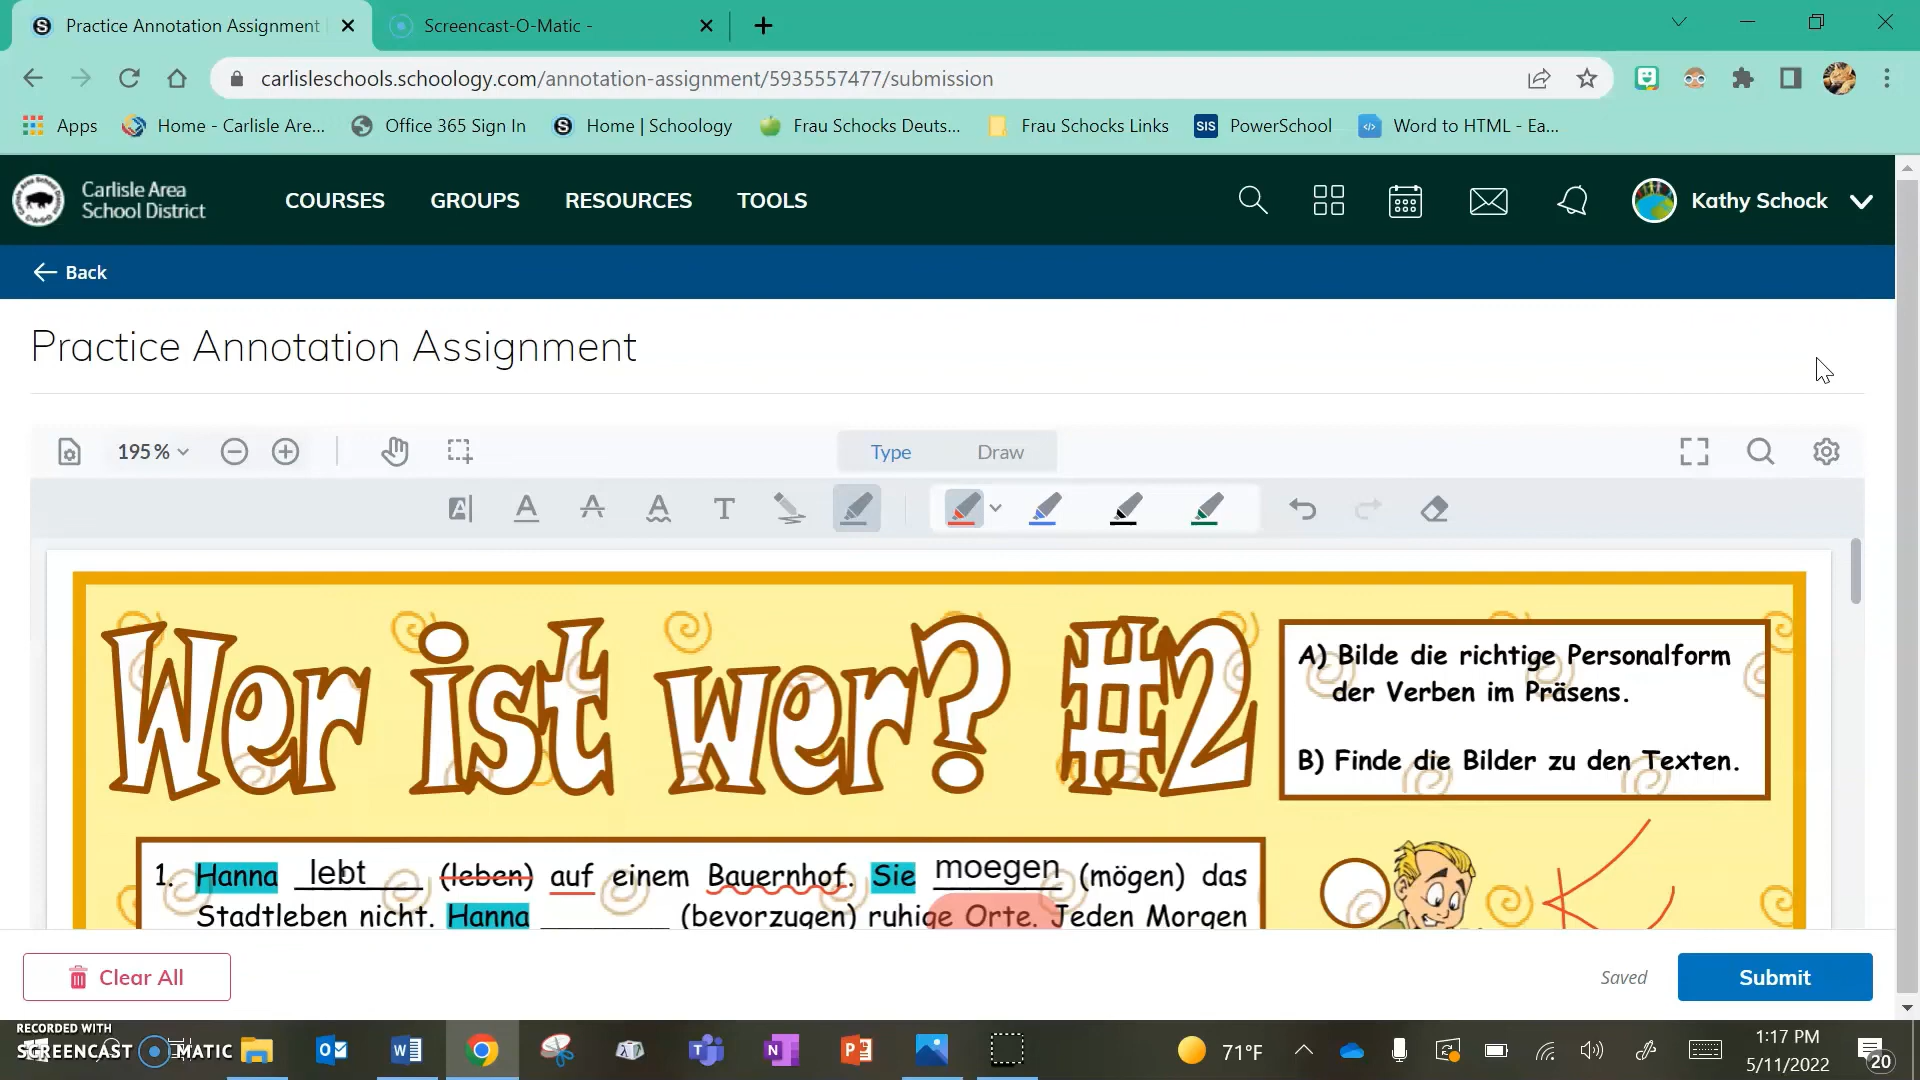 Practice Annotation Assignment
Screencast-O-Matic -
carlisleschools.schoology.com/annotation-assignment/5935557477/submission
Apps
Home - Carlisle Are...
Office 365 Sign In
Home | Schoology
Frau Schocks Deuts...
Frau Schocks Links
SIS
PowerSchool
Word to HTML - Ea...
Carlisle Area
School District
COURSES
GROUPS
RESOURCES
TOOLS
Kathy Schock
Back
Practice Annotation Assignment
195%
Type
Draw
Wer ist wer? #2
A) Bilde die richtige Personalform
der Verben im Präsens.
B) Finde die Bilder zu den Texten.
1. Hanna lebt (leben) auf einem Bauernhof. Sie moegen (mögen) das
Stadtleben nicht. Hanna ________ (bevorzugen) ruhige Orte. Jeden Morgen
Clear All
Saved
Submit
RECORDED WITH
SCREENCAST MATIC
71°F
1:17 PM
5/11/2022
20